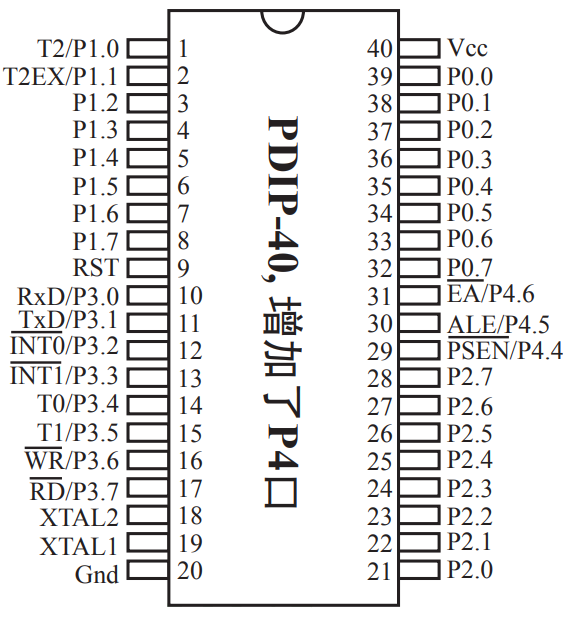 T2/P1.0 1 40 Vcc
T2EX/P1.1 2 39 P0.0
P1.2 3 38 P0.1
P1.3 4 37 P0.2
P1.4 5 36 P0.3
P1.5 6 35 P0.4
P1.6 7 34 P0.5
P1.7 8 33 P0.6
RST 9 32 P0.7
RxD/P3.0 10 31 EA/P4.6
TxD/P3.1 11 30 ALE/P4.5
INT0/P3.2 12 29 PSEN/P4.4
INT1/P3.3 13 28 P2.7
T0/P3.4 14 27 P2.6
T1/P3.5 15 26 P2.5
WR/P3.6 16 25 P2.4
RD/P3.7 17 24 P2.3
XTAL2 18 23 P2.2
XTAL1 19 22 P2.1
Gnd 20 21 P2.0
PDIP-40, 增加了P4口